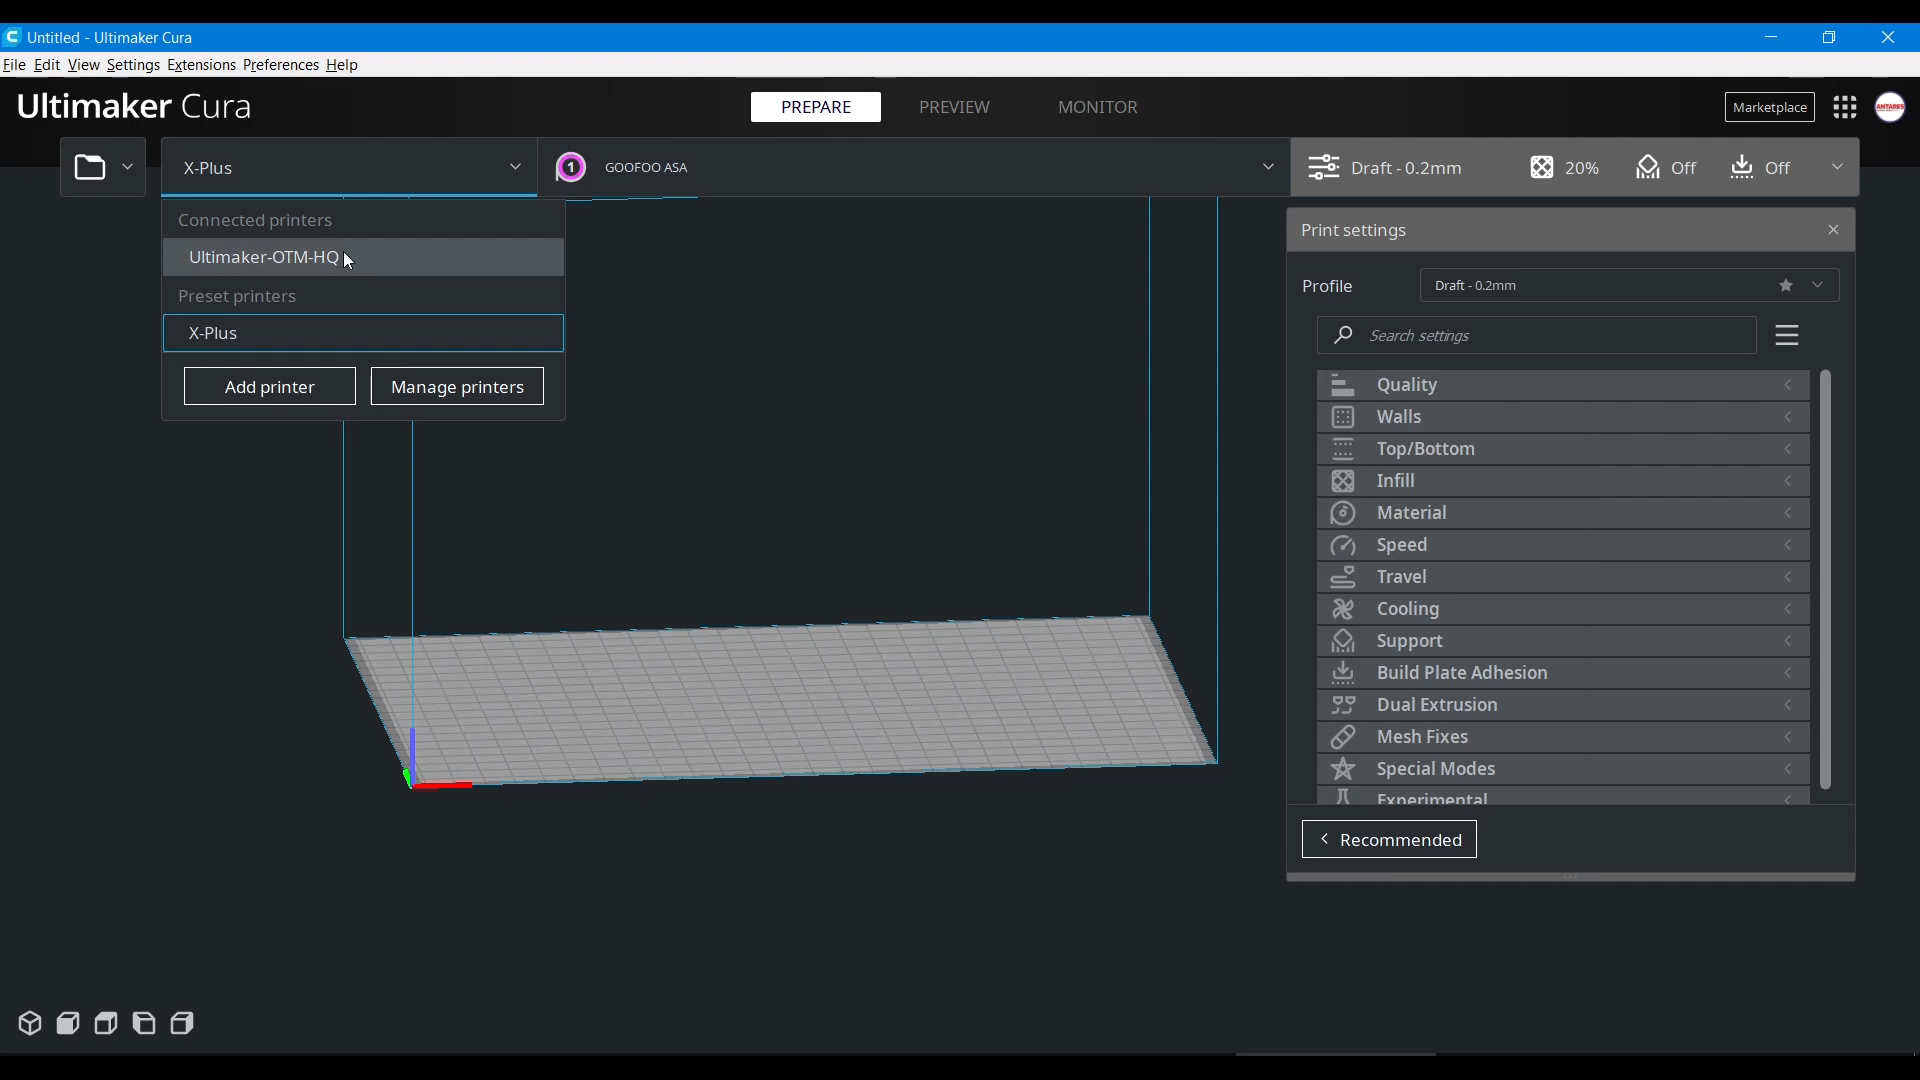 Untitled - Ultimaker Cura
File Edit View Settings Extensions Preferences Help
Ultimaker Cura
PREPARE PREVIEW MONITOR
Marketplace
ANTARES
X-Plus
1 GOOFOO ASA
Draft - 0.2mm 20% Off Off
Connected printers
Ultimaker-OTM-HQ
Preset printers
X-Plus
Add printer Manage printers
Print settings
Profile Draft - 0.2mm
Search settings
Quality
Walls
Top/Bottom
Infill
Material
Speed
Travel
Cooling
Support
Build Plate Adhesion
Dual Extrusion
Mesh Fixes
Special Modes
Experimental
Recommended